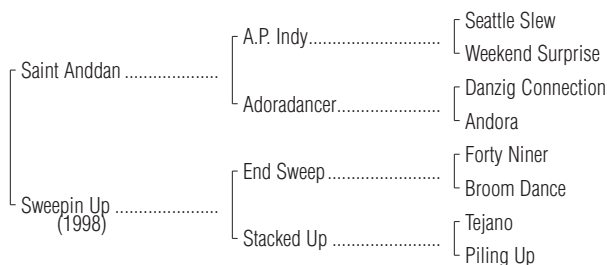 Seattle Slew
A.P. Indy
Weekend Surprise
Saint Anddan
Danzig Connection
Adoradancer
Andora
Forty Niner
End Sweep
Broom Dance
Sweepin Up
(1998)
Tejano
Stacked Up
Piling Up